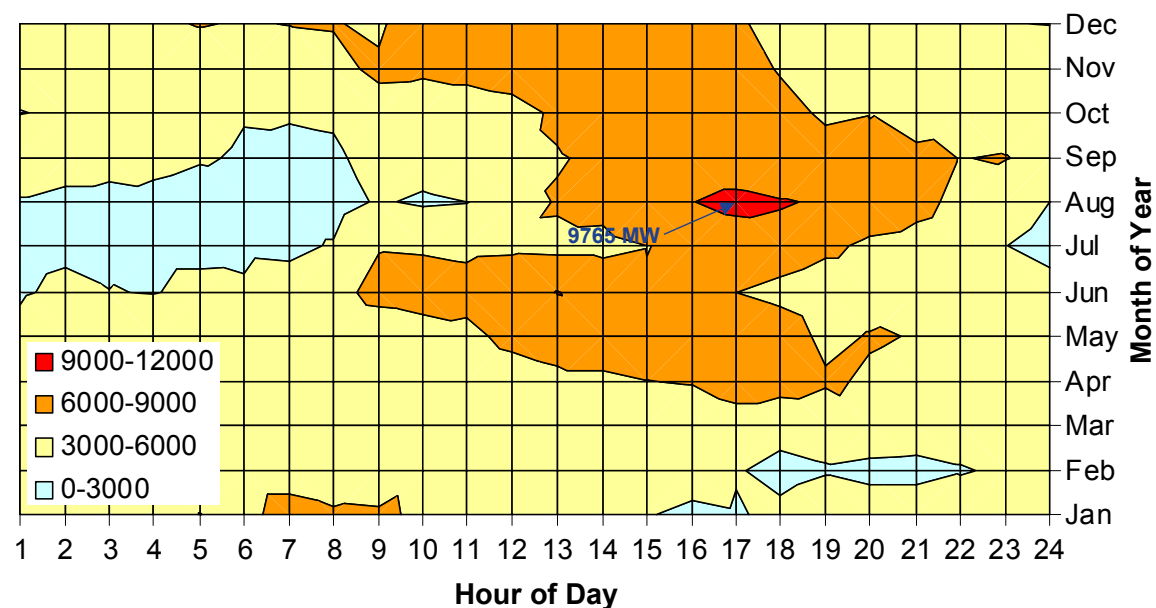 Dec
Nov
Oct
Sep
Aug
9765 MW
Jul
Jun
May
Apr
Mar
Feb
Jan
Month of Year
9000-12000
6000-9000
3000-6000
0-3000
1 2 3 4 5 6 7 8 9 10 11 12 13 14 15 16 17 18 19 20 21 22 23 24
Hour of Day